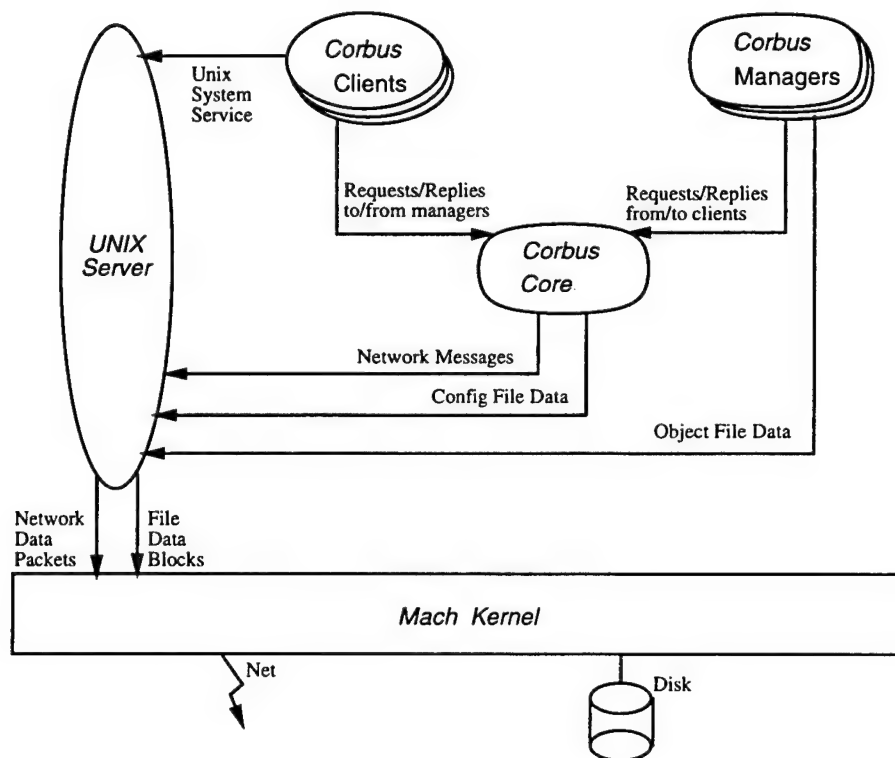 Corbus
Clients
Corbus
Managers
Unix
System
Service
Requests/Replies
to/from managers
Requests/Replies
from/to clients
UNIX
Server
Corbus
Core
Network Messages
Config File Data
Object File Data
Network
Data
Packets
File
Data
Blocks
Mach Kernel
Net
Disk